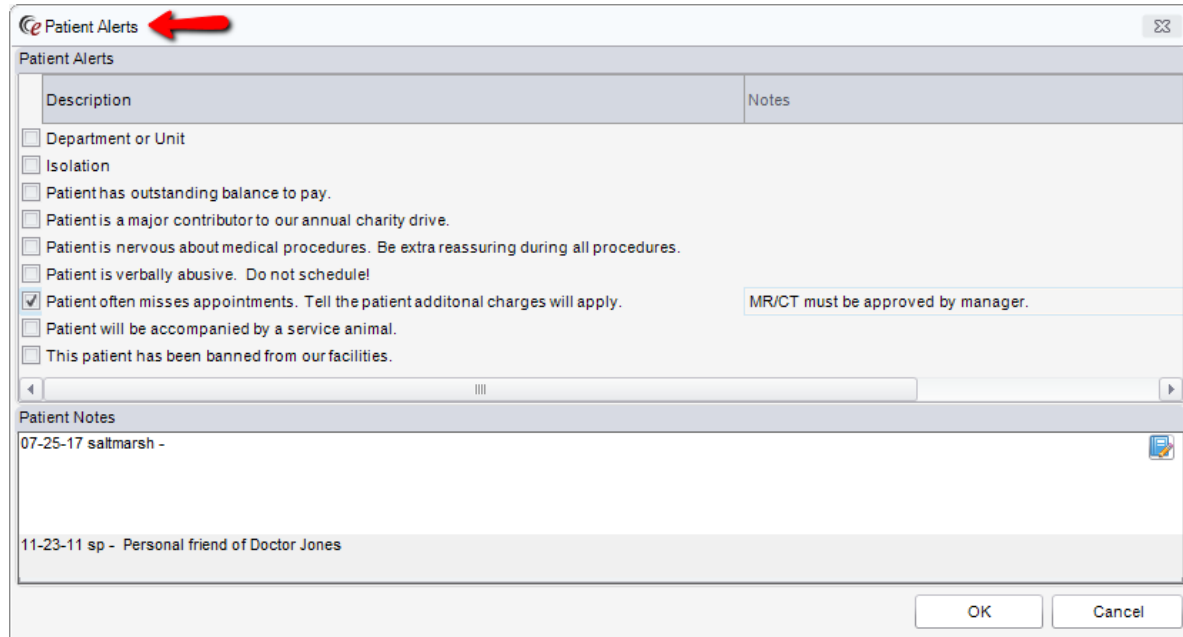 Ce Patient Alerts
Patient Alerts
Description Notes
Department or Unit
Isolation
Patient has outstanding balance to pay.
Patient is a major contributor to our annual charity drive.
Patient is nervous about medical procedures. Be extra reassuring during all procedures.
Patient is verbally abusive. Do not schedule!
Patient often misses appointments. Tell the patient additonal charges will apply. MR/CT must be approved by manager.
Patient will be accompanied by a service animal.
This patient has been banned from our facilities.
Patient Notes
07-25-17 saltmarsh -
11-23-11 sp - Personal friend of Doctor Jones
OK Cancel